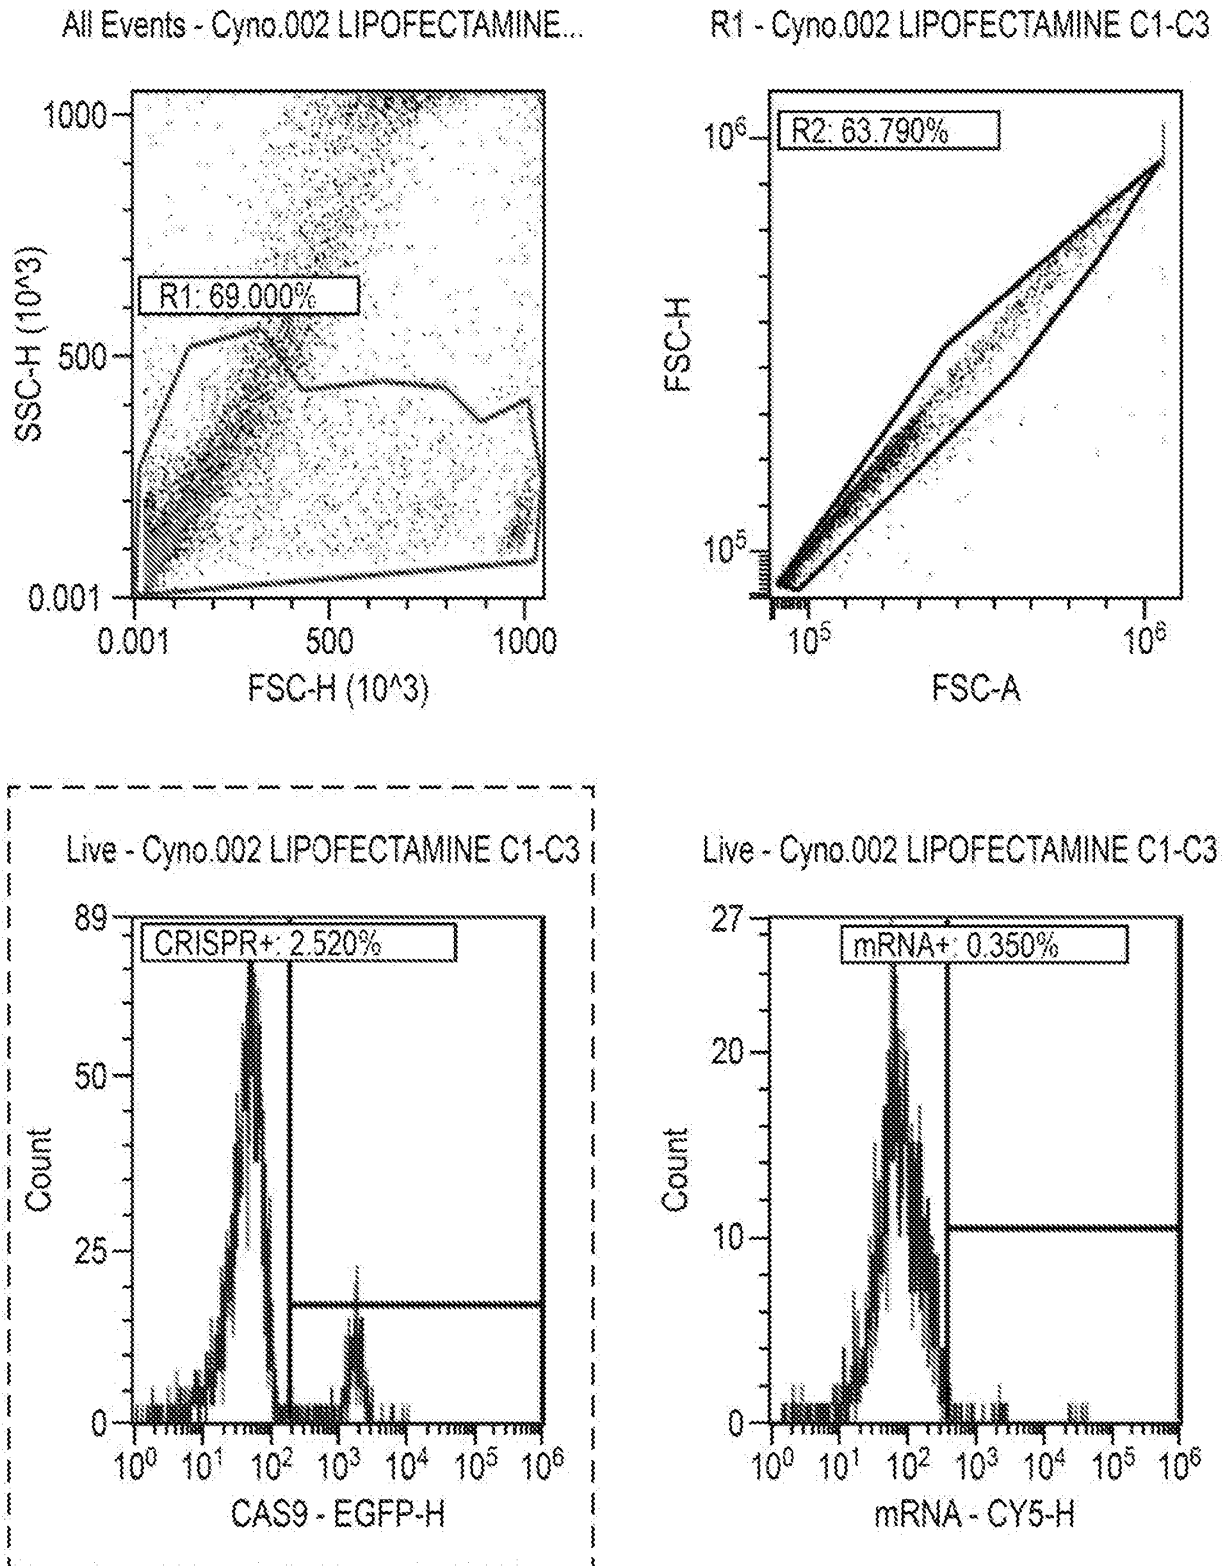 All Events - Cyno.002 LIPOFECTAMINE...
1000
500
0.001
SSC-H (10^3)
R1: 69.000%
0.001 500 1000
FSC-H (10^3)
R1 - Cyno.002 LIPOFECTAMINE C1-C3
10⁶
10⁵
FSC-H
R2: 63.790%
10⁵ 10⁶
FSC-A
Live - Cyno.002 LIPOFECTAMINE C1-C3
89
50
25
0
Count
CRISPR+: 2.520%
10⁰ 10¹ 10² 10³ 10⁴ 10⁵ 10⁶
CAS9 - EGFP-H
Live - Cyno.002 LIPOFECTAMINE C1-C3
27
20
10
0
Count
mRNA+: 0.350%
10⁰ 10¹ 10² 10³ 10⁴ 10⁵ 10⁶
mRNA - CY5-H